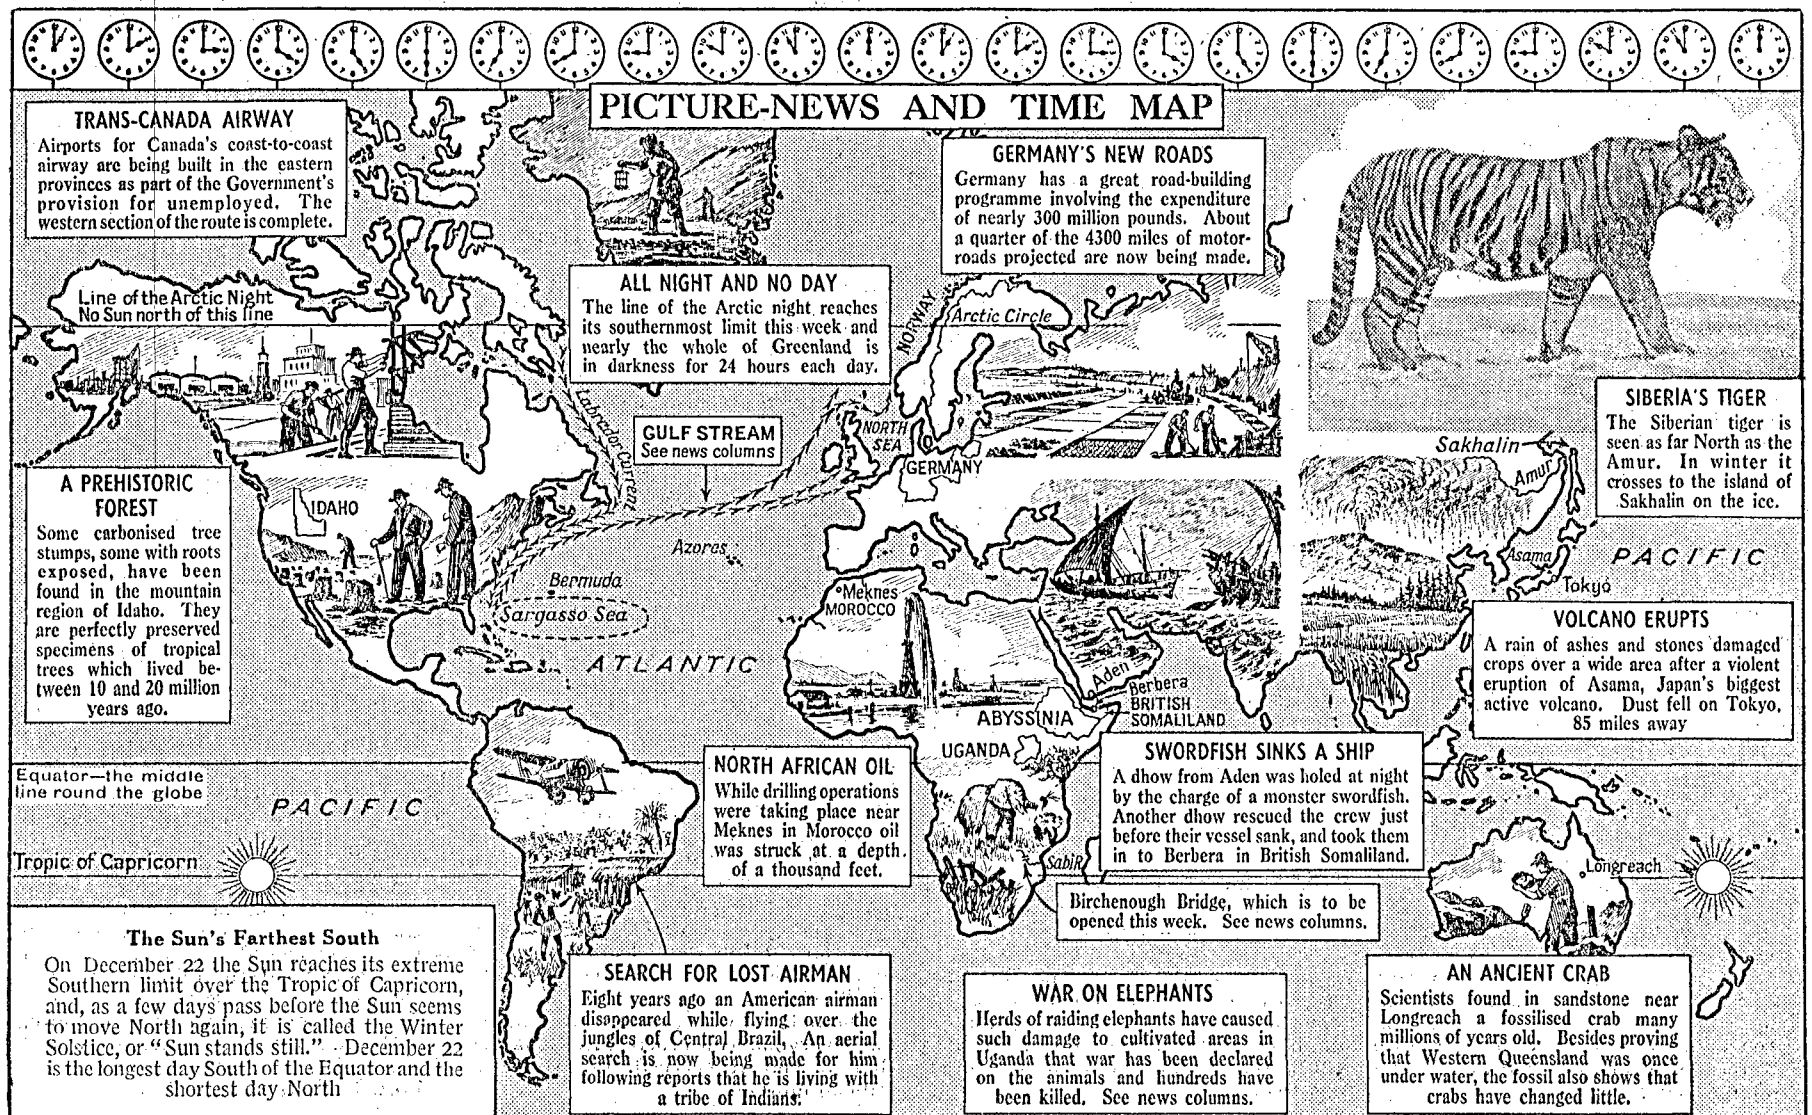 PICTURE-NEWS AND TIME MAP
TRANS-CANADA AIRWAY
Airports for Canada's coast-to-coast
airway are being built in the eastern
provinces as part of the Government's
provision for unemployed. The
western section of the route is complete.
GERMANY'S NEW ROADS
Germany has a great road-building
programme involving the expenditure
of nearly 300 million pounds. About
a quarter of the 4300 miles of motor-
roads projected are now being made.
ALL NIGHT AND NO DAY
The line of the Arctic night reaches
its southernmost limit this week and
nearly the whole of Greenland is
in darkness for 24 hours each day.
Line of the Arctic Night
No Sun north of this line
NORWAY
Arctic Circle
Labrador Current
GULF STREAM
See news columns
NORTH
SEA
GERMANY
SIBERIA'S TIGER
The Siberian tiger is
seen as far North as the
Amur. In winter it
crosses to the island of
Sakhalin on the ice.
Sakhalin
Amur
A PREHISTORIC
FOREST
Some carbonised tree
stumps, some with roots
exposed, have been
found in the mountain
region of Idaho. They
are perfectly preserved
specimens of tropical
trees which lived be-
tween 10 and 20 million
years ago.
IDAHO
Azores
Bermuda
Sargasso Sea
ATLANTIC
Meknes
MOROCCO
Asama
Tokyo
PACIFIC
VOLCANO ERUPTS
A rain of ashes and stones damaged
crops over a wide area after a violent
eruption of Asama, Japan's biggest
active volcano. Dust fell on Tokyo,
85 miles away
Aden
Berbera
BRITISH
SOMALILAND
ABYSSINIA
UGANDA
Equator—the middle
line round the globe
PACIFIC
NORTH AFRICAN OIL
While drilling operations
were taking place near
Meknes in Morocco oil
was struck at a depth
of a thousand feet.
SWORDFISH SINKS A SHIP
A dhow from Aden was holed at night
by the charge of a monster swordfish.
Another dhow rescued the crew just
before their vessel sank, and took them
in to Berbera in British Somaliland.
Tropic of Capricorn
Sabi R
Longreach
Birchenough Bridge, which is to be
opened this week. See news columns.
The Sun's Farthest South
On December 22 the Sun reaches its extreme
Southern limit over the Tropic of Capricorn,
and, as a few days pass before the Sun seems
to move North again, it is called the Winter
Solstice, or "Sun stands still." December 22
is the longest day South of the Equator and the
shortest day North
SEARCH FOR LOST AIRMAN
Eight years ago an American airman
disappeared while flying over the
jungles of Central Brazil. An aerial
search is now being made for him
following reports that he is living with
a tribe of Indians.
WAR ON ELEPHANTS
Herds of raiding elephants have caused
such damage to cultivated areas in
Uganda that war has been declared
on the animals and hundreds have
been killed. See news columns.
AN ANCIENT CRAB
Scientists found in sandstone near
Longreach a fossilised crab many
millions of years old. Besides proving
that Western Queensland was once
under water, the fossil also shows that
crabs have changed little.